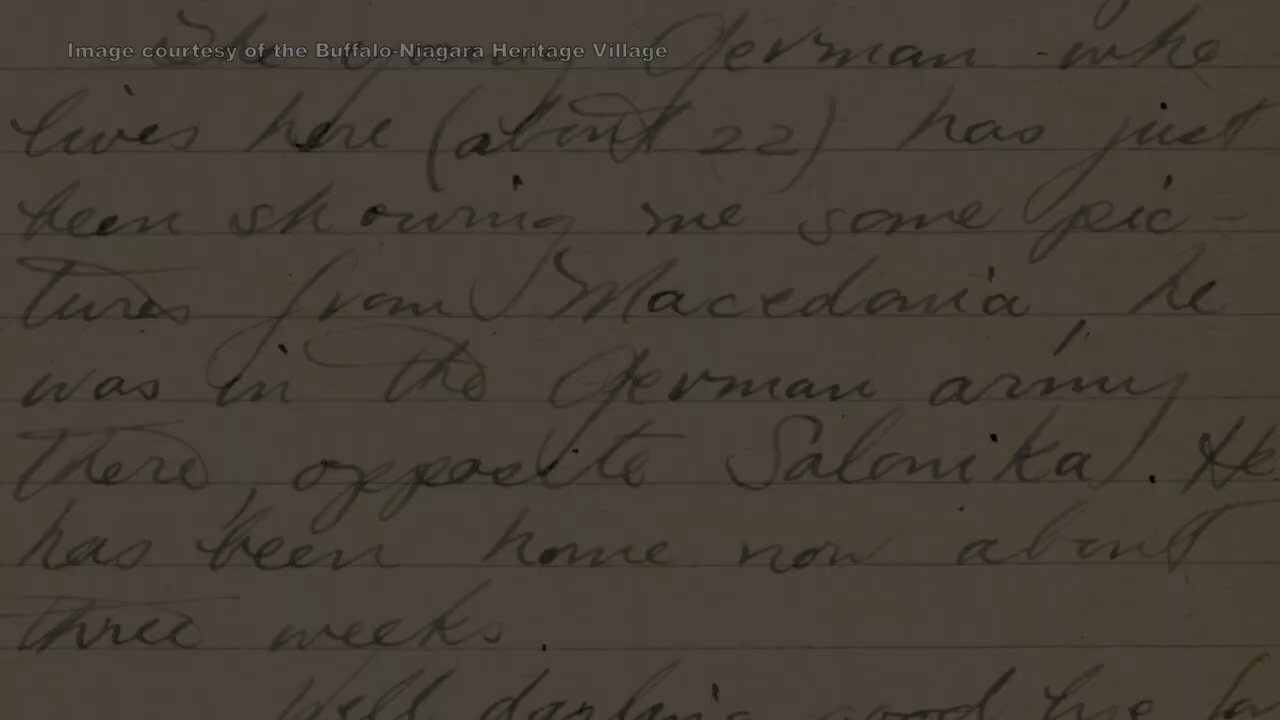 Image courtesy of the Buffalo-Niagara Heritage Village
The young German who
lives here (about 22) has just
been showing me some pic-
tures from Macedonia, he
was in the German army
there, opposite Salonika. He
has been home now about
three weeks.
Well darling good bye